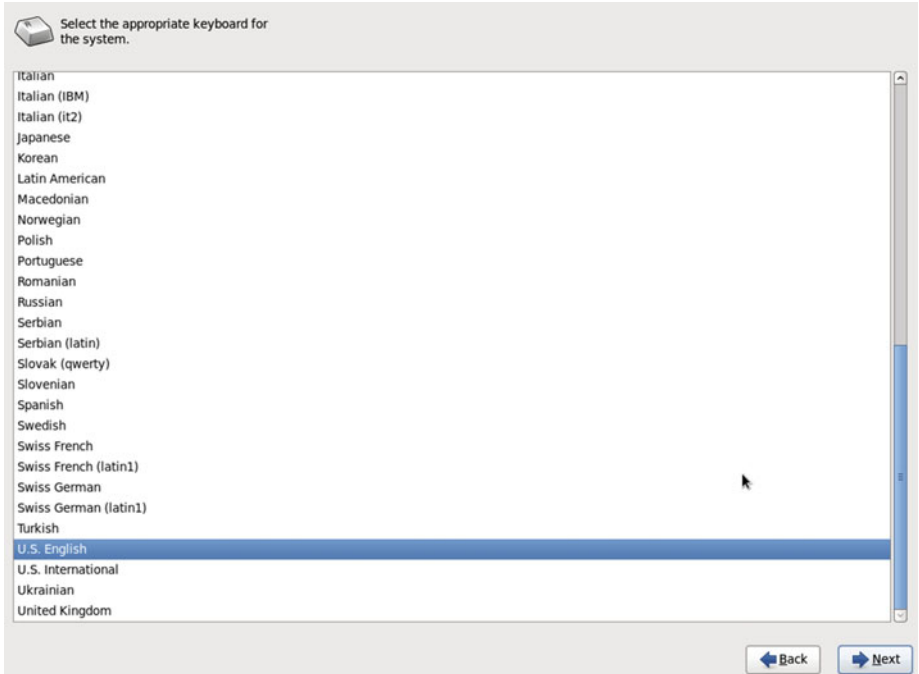 Select the appropriate keyboard for
the system.
Italian
Italian (IBM)
Italian (it2)
Japanese
Korean
Latin American
Macedonian
Norwegian
Polish
Portuguese
Romanian
Russian
Serbian
Serbian (latin)
Slovak (qwerty)
Slovenian
Spanish
Swedish
Swiss French
Swiss French (latin1)
Swiss German
Swiss German (latin1)
Turkish
U.S. English
U.S. International
Ukrainian
United Kingdom
Back Next